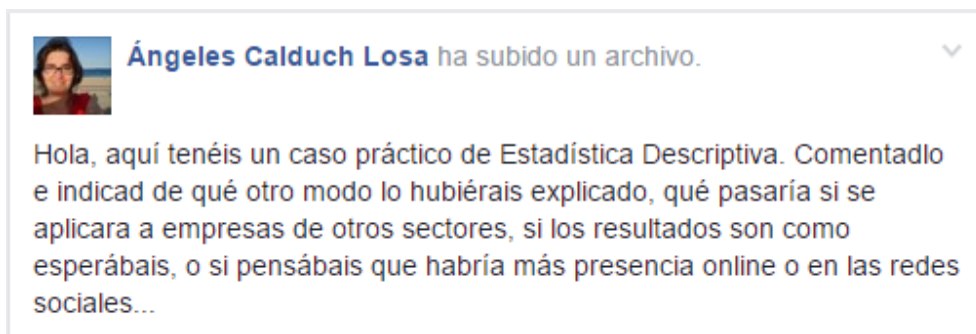 Ángeles Calduch Losa ha subido un archivo.
Hola, aquí tenéis un caso práctico de Estadística Descriptiva. Comentadlo
e indicad de qué otro modo lo hubiérais explicado, qué pasaría si se
aplicara a empresas de otros sectores, si los resultados son como
esperábais, o si pensábais que habría más presencia online o en las redes
sociales...